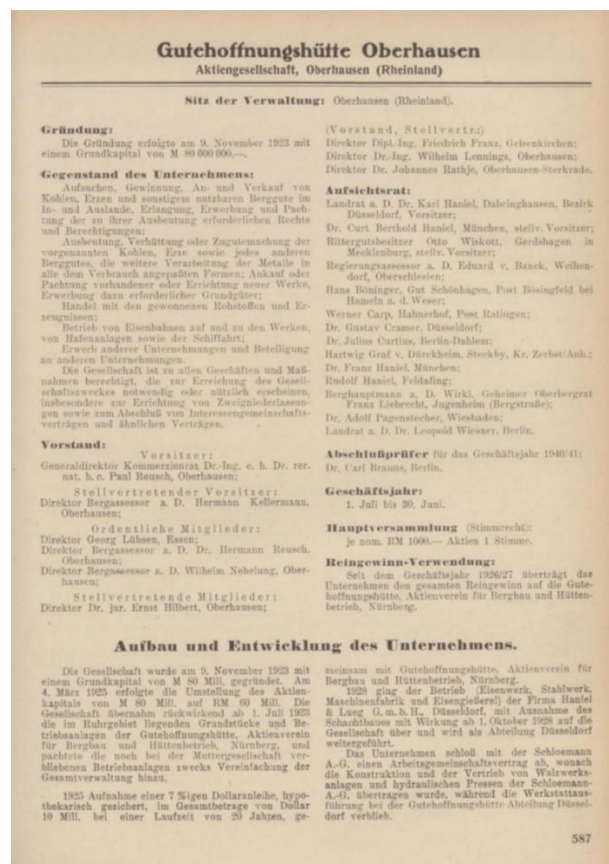 Gutehoffnungshütte Oberhausen
Aktiengesellschaft, Oberhausen (Rheinland)
Sitz der Verwaltung: Oberhausen (Rheinland).
Gründung:
Die Gründung erfolgte am 9. November 1923 mit
einem Grundkapital von M 80 000 000.—.
Gegenstand des Unternehmens:
Aufsuchen, Gewinnung, An- und Verkauf von
Kohlen, Erzen und sonstigem nutzbaren Berggute im
In- und Auslande, Erlangung, Erwerbung und Pach-
tung der zu ihrer Ausbeutung erforderlichen Rechte
und Berechtigungen;
Ausbeutung, Verhüttung oder Zugutemachung der
vorgenannten Kohlen, Erze sowie jedes anderen
Berggutes, die weitere Verarbeitung der Metalle in
alle dem Verbrauch angepaßten Formen; Ankauf oder
Pachtung vorhandener oder Errichtung neuer Werke,
Erwerbung dazu erforderlicher Grundgüter;
Handel mit den gewonnenen Rohstoffen und Er-
zeugnissen;
Betrieb von Eisenbahnen auf und zu den Werken,
von Hafenanlagen sowie der Schiffahrt;
Erwerb anderer Unternehmungen und Beteiligung
an anderen Unternehmungen.
Die Gesellschaft ist zu allen Geschäften und Maß-
nahmen berechtigt, die zur Erreichung des Gesell-
schaftszweckes notwendig oder nützlich erscheinen,
insbesondere zur Errichtung von Zweigniederlassun-
gen sowie zum Abschluß von Interessengemeinschafts-
verträgen und ähnlichen Verträgen.
Vorstand:
Vorsitzer:
Generaldirektor Kommerzienrat Dr.-Ing. e. h. Dr. rer.
nat. h. c. Paul Reusch, Oberhausen;
Stellvertretender Vorsitzer:
Direktor Bergassessor a. D. Hermann Kellermann,
Oberhausen;
Ordentliche Mitglieder:
Direktor Georg Lübsen, Essen;
Direktor Bergassessor a. D. Dr. Hermann Reusch,
Oberhausen;
Direktor Bergassessor a. D. Wilhelm Nebelung, Ober-
hausen;
Stellvertretende Mitglieder:
Direktor Dr. jur. Ernst Hilbert, Oberhausen;
(Vorstand, Stellvertr.:)
Direktor Dipl.-Ing. Friedrich Franz, Gelsenkirchen;
Direktor Dr.-Ing. Wilhelm Lennings, Oberhausen;
Direktor Dr. Johannes Rathje, Oberhausen-Sterkrade.
Aufsichtsrat:
Landrat a. D. Dr. Karl Haniel, Dabringhausen, Bezirk
Düsseldorf, Vorsitzer;
Dr. Curt Berthold Haniel, München, stellv. Vorsitzer;
Rittergutsbesitzer Otto Wiskott, Gerdshagen in
Mecklenburg, stellv. Vorsitzer;
Regierungsassessor a. D. Eduard v. Banck, Weihen-
dorf, Oberschlesien;
Hans Böninger, Gut Schönhagen, Post Bösingfeld bei
Hameln a. d. Weser;
Werner Carp, Hahnerhof, Post Ratingen;
Dr. Gustav Cramer, Düsseldorf;
Dr. Julius Curtius, Berlin-Dahlem;
Hartwig Graf v. Dürckheim, Steckby, Kr. Zerbst/Anh.;
Dr. Franz Haniel, München;
Rudolf Haniel, Feldafing;
Berghauptmann a. D. Wirkl. Geheimer Oberbergrat
Franz Liebrecht, Jugenheim (Bergstraße);
Dr. Adolf Pagenstecher, Wiesbaden;
Landrat a. D. Dr. Leopold Wiesner, Berlin.
Abschlußprüfer für das Geschäftsjahr 1940/41:
Dr. Carl Brauns, Berlin.
Geschäftsjahr:
1. Juli bis 30. Juni.
Hauptversammlung (Stimmrecht):
je nom. RM 1000.— Aktien 1 Stimme.
Reingewinn-Verwendung:
Seit dem Geschäftsjahr 1926/27 überträgt das
Unternehmen den gesamten Reingewinn auf die Gute-
hoffnungshütte, Aktienverein für Bergbau und Hütten-
betrieb, Nürnberg.
Aufbau und Entwicklung des Unternehmens.
Die Gesellschaft wurde am 9. November 1923 mit
einem Grundkapital von M 80 Mill. gegründet. Am
4. März 1925 erfolgte die Umstellung des Aktien-
kapitals von M 80 Mill. auf RM 60 Mill. Die
Gesellschaft übernahm rückwirkend ab 1. Juli 1923
die im Ruhrgebiet liegenden Grundstücke und Be-
triebsanlagen der Gutehoffnungshütte, Aktienverein
für Bergbau und Hüttenbetrieb, Nürnberg, und
pachtete die noch bei der Muttergesellschaft ver-
bliebenen Betriebsanlagen zwecks Vereinfachung der
Gesamtverwaltung hinzu.
1925 Aufnahme einer 7 %igen Dollaranleihe, hypo-
thekarisch gesichert, im Gesamtbetrage von Dollar
10 Mill. bei einer Laufzeit von 20 Jahren, ge-
meinsam mit Gutehoffnungshütte, Aktienverein für
Bergbau und Hüttenbetrieb, Nürnberg.
1928 ging der Betrieb (Eisenwerk, Stahlwerk,
Maschinenfabrik und Eisengießerei) der Firma Haniel
& Lueg G. m. b. H., Düsseldorf, mit Ausnahme des
Schachtbaues mit Wirkung ab 1. Oktober 1928 auf die
Gesellschaft über und wird als Abteilung Düsseldorf
weitergeführt.
Das Unternehmen schloß mit der Schloemann
A.-G. einen Arbeitsgemeinschaftsvertrag ab, wonach
die Konstruktion und der Vertrieb von Walzwerks-
anlagen und hydraulischen Pressen der Schloemann-
A.-G. übertragen wurde, während die Werkstattaus-
führung bei der Gutehoffnungshütte Abteilung Düssel-
dorf verblieb.
587